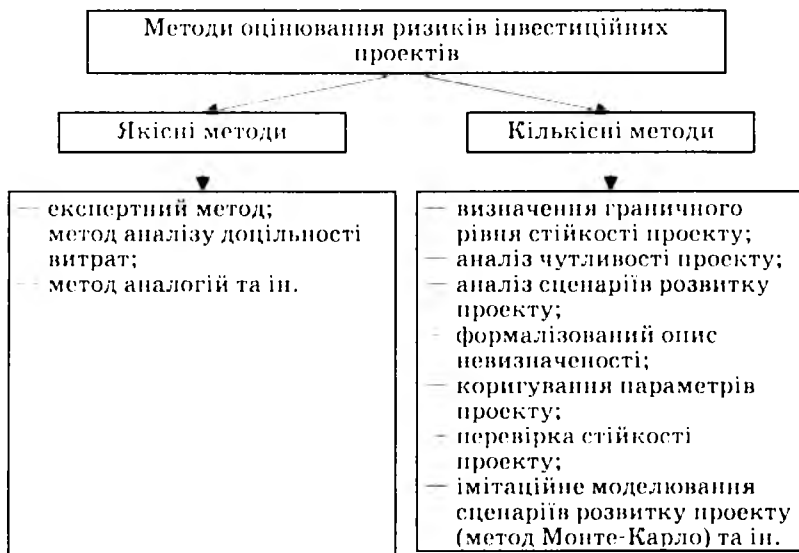 Методи оцінювання ризиків інвестиційних
проектів
Якісні методи
Кількісні методи
— експертний метод;
метод аналізу доцільності
витрат;
— метод аналогій та ін.
— визначення граничного
рівня стійкості проекту;
— аналіз чутливості проекту;
— аналіз сценаріїв розвитку
проекту;
— формалізований опис
невизначеності;
— коригування параметрів
проекту;
— перевірка стійкості
проекту;
— імітаційне моделювання
сценаріїв розвитку проекту
(метод Монте-Карло) та ін.